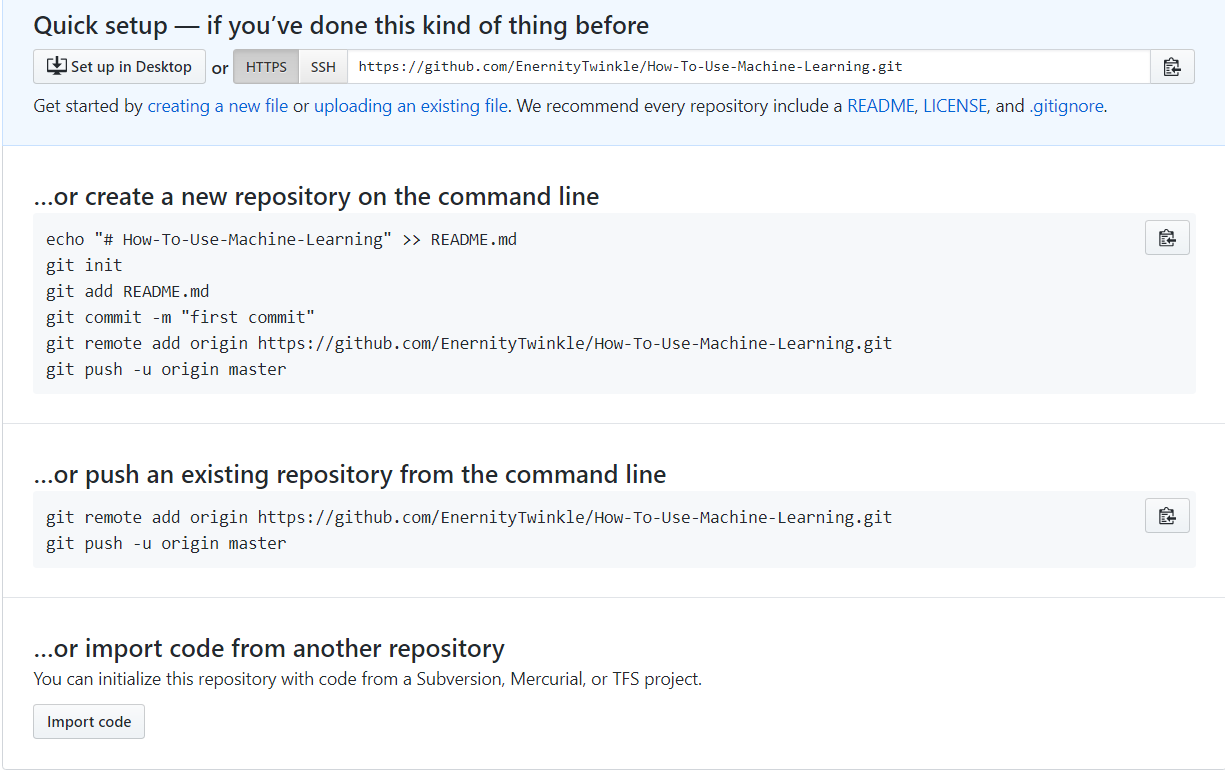 Quick setup — if you’ve done this kind of thing before
Set up in Desktop or HTTPS SSH https://github.com/EnernityTwinkle/How-To-Use-Machine-Learning.git
Get started by creating a new file or uploading an existing file. We recommend every repository include a README, LICENSE, and .gitignore.
…or create a new repository on the command line
echo "# How-To-Use-Machine-Learning" >> README.md
git init
git add README.md
git commit -m "first commit"
git remote add origin https://github.com/EnernityTwinkle/How-To-Use-Machine-Learning.git
git push -u origin master
…or push an existing repository from the command line
git remote add origin https://github.com/EnernityTwinkle/How-To-Use-Machine-Learning.git
git push -u origin master
…or import code from another repository
You can initialize this repository with code from a Subversion, Mercurial, or TFS project.
Import code